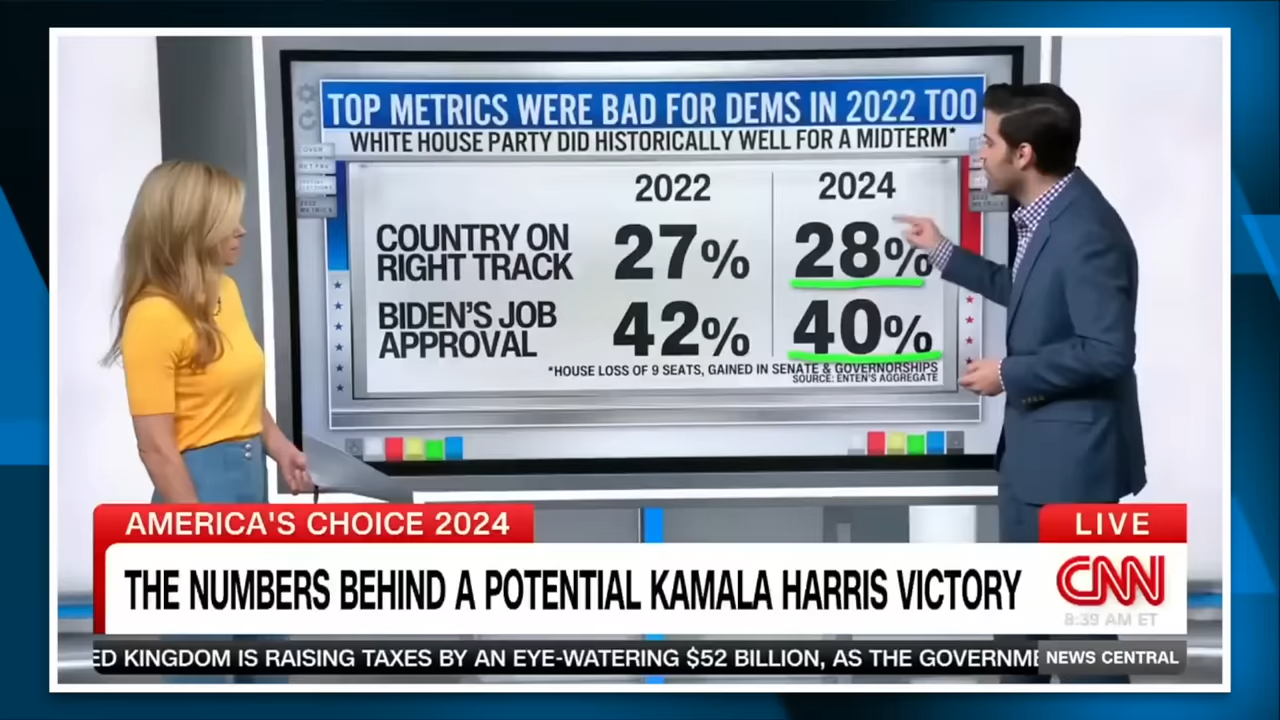 TOP METRICS WERE BAD FOR DEMS IN 2022 TOO
WHITE HOUSE PARTY DID HISTORICALLY WELL FOR A MIDTERM*
2022
2024
COUNTRY ON
RIGHT TRACK
27%
28%
BIDEN'S JOB
APPROVAL
42%
40%
*HOUSE LOSS OF 9 SEATS, GAINED IN SENATE & GOVERNORSHIPS
SOURCE: ENTEN'S AGGREGATE
AMERICA'S CHOICE 2024
LIVE
THE NUMBERS BEHIND A POTENTIAL KAMALA HARRIS VICTORY
CNN
8:39 AM ET
ED KINGDOM IS RAISING TAXES BY AN EYE-WATERING $52 BILLION, AS THE GOVERNME
NEWS CENTRAL